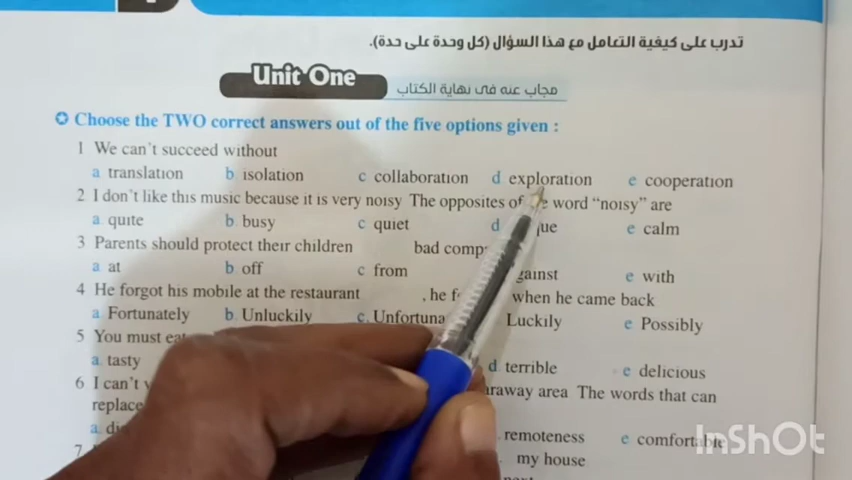 تدرب على كيفية التعامل مع هذا السؤال (كل وحدة على حدة).
Unit One
مجاب عنه فى نهاية الكتاب
✪ Choose the TWO correct answers out of the five options given :
1 We can't succeed without
a translation b isolation c collaboration d exploration e cooperation
2 I don't like this music because it is very noisy The opposites of word "noisy" are
a quite b busy c quiet d e calm
3 Parents should protect their children bad
a at b off c from e with
4 He forgot his mobile at the restaurant , he when he came back
a Fortunately b. Unluckily c. Luckily e Possibly
5 You must
a. tasty d terrible e delicious
6 I can't area The words that can
replace
a. remoteness e comfortable
7 my house
InShOt